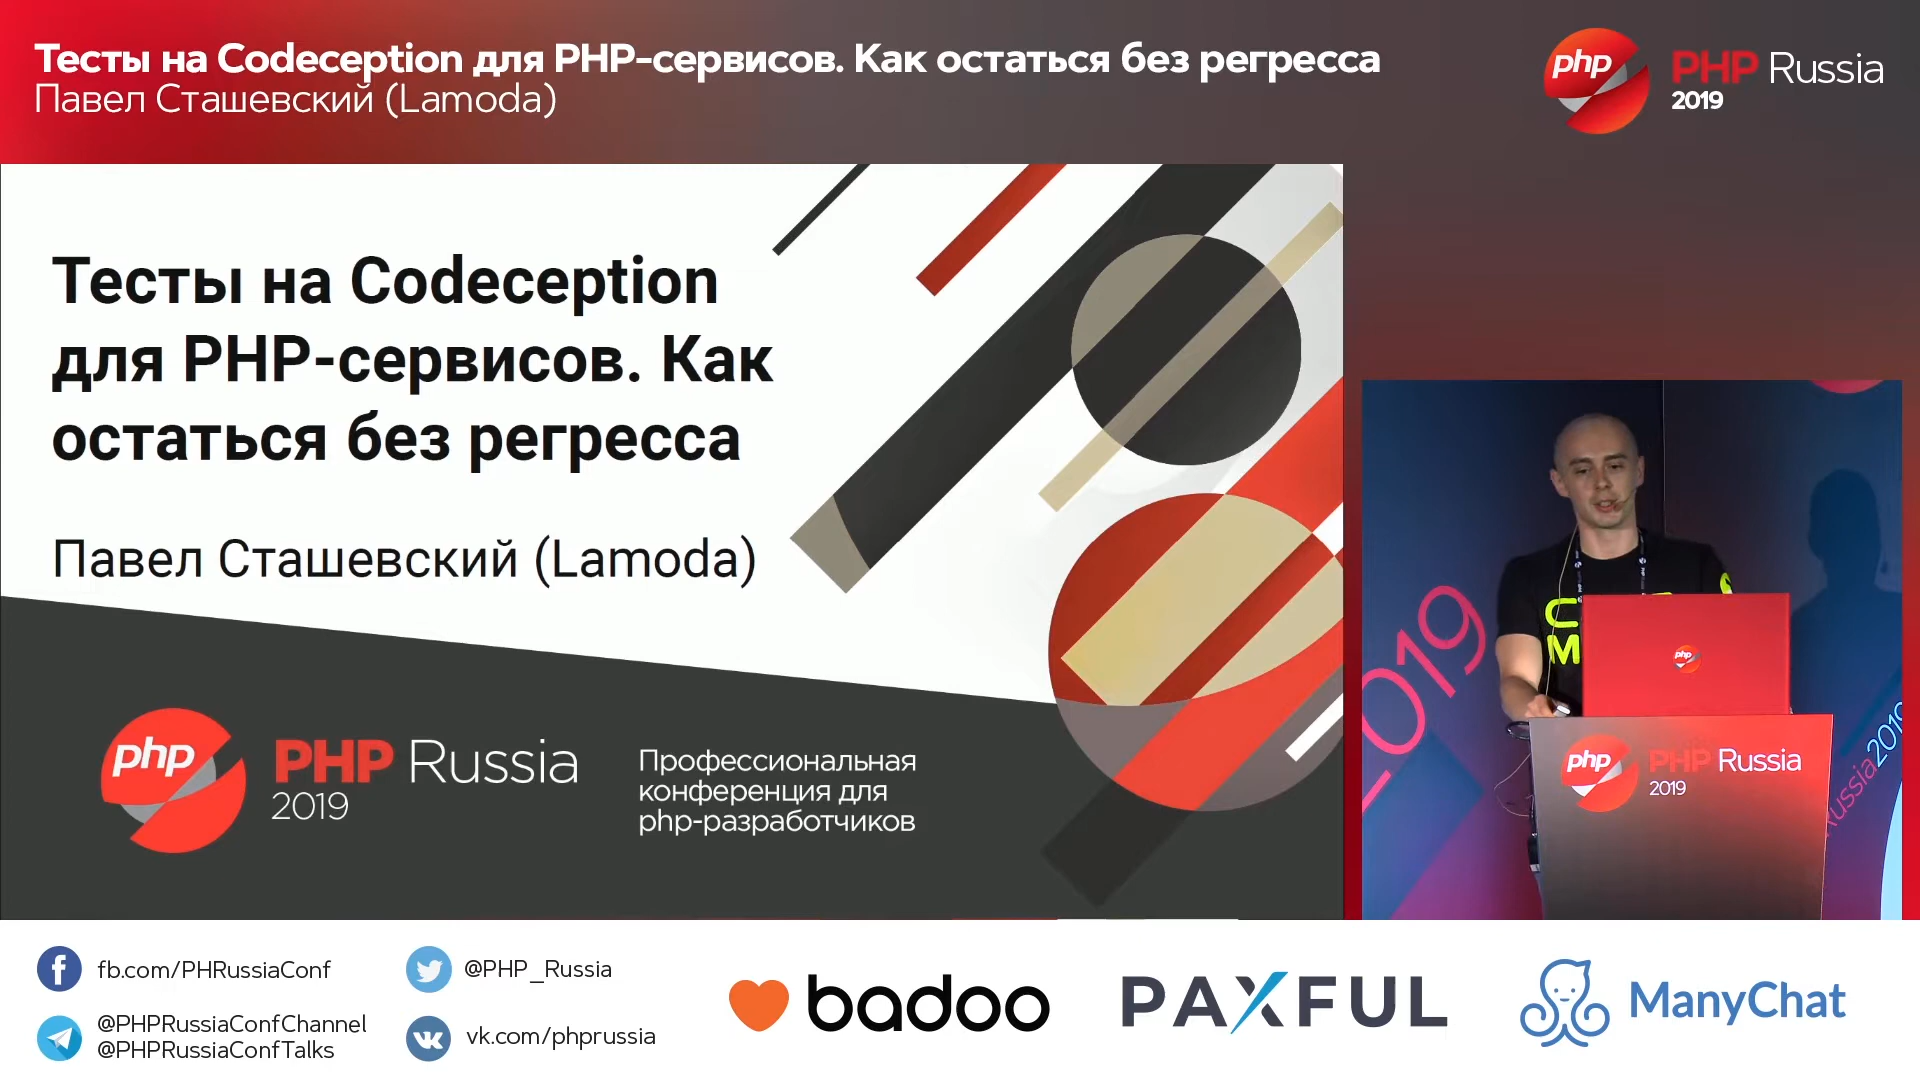 Тесты на Codeception для PHP-сервисов. Как остаться без регресса
Павел Сташевский (Lamoda)
php
PHP Russia
2019
Тесты на Codeception
для PHP-сервисов. Как
остаться без регресса
Павел Сташевский (Lamoda)
php
PHP Russia
2019
Профессиональная
конференция для
php-разработчиков
2019
php
php
PHP Russia
2019
Russia2019
fb.com/PHRussiaConf
@PHPRussiaConfChannel
@PHPRussiaConfTalks
@PHP_Russia
vk.com/phprussia
badoo
PAXFUL
ManyChat